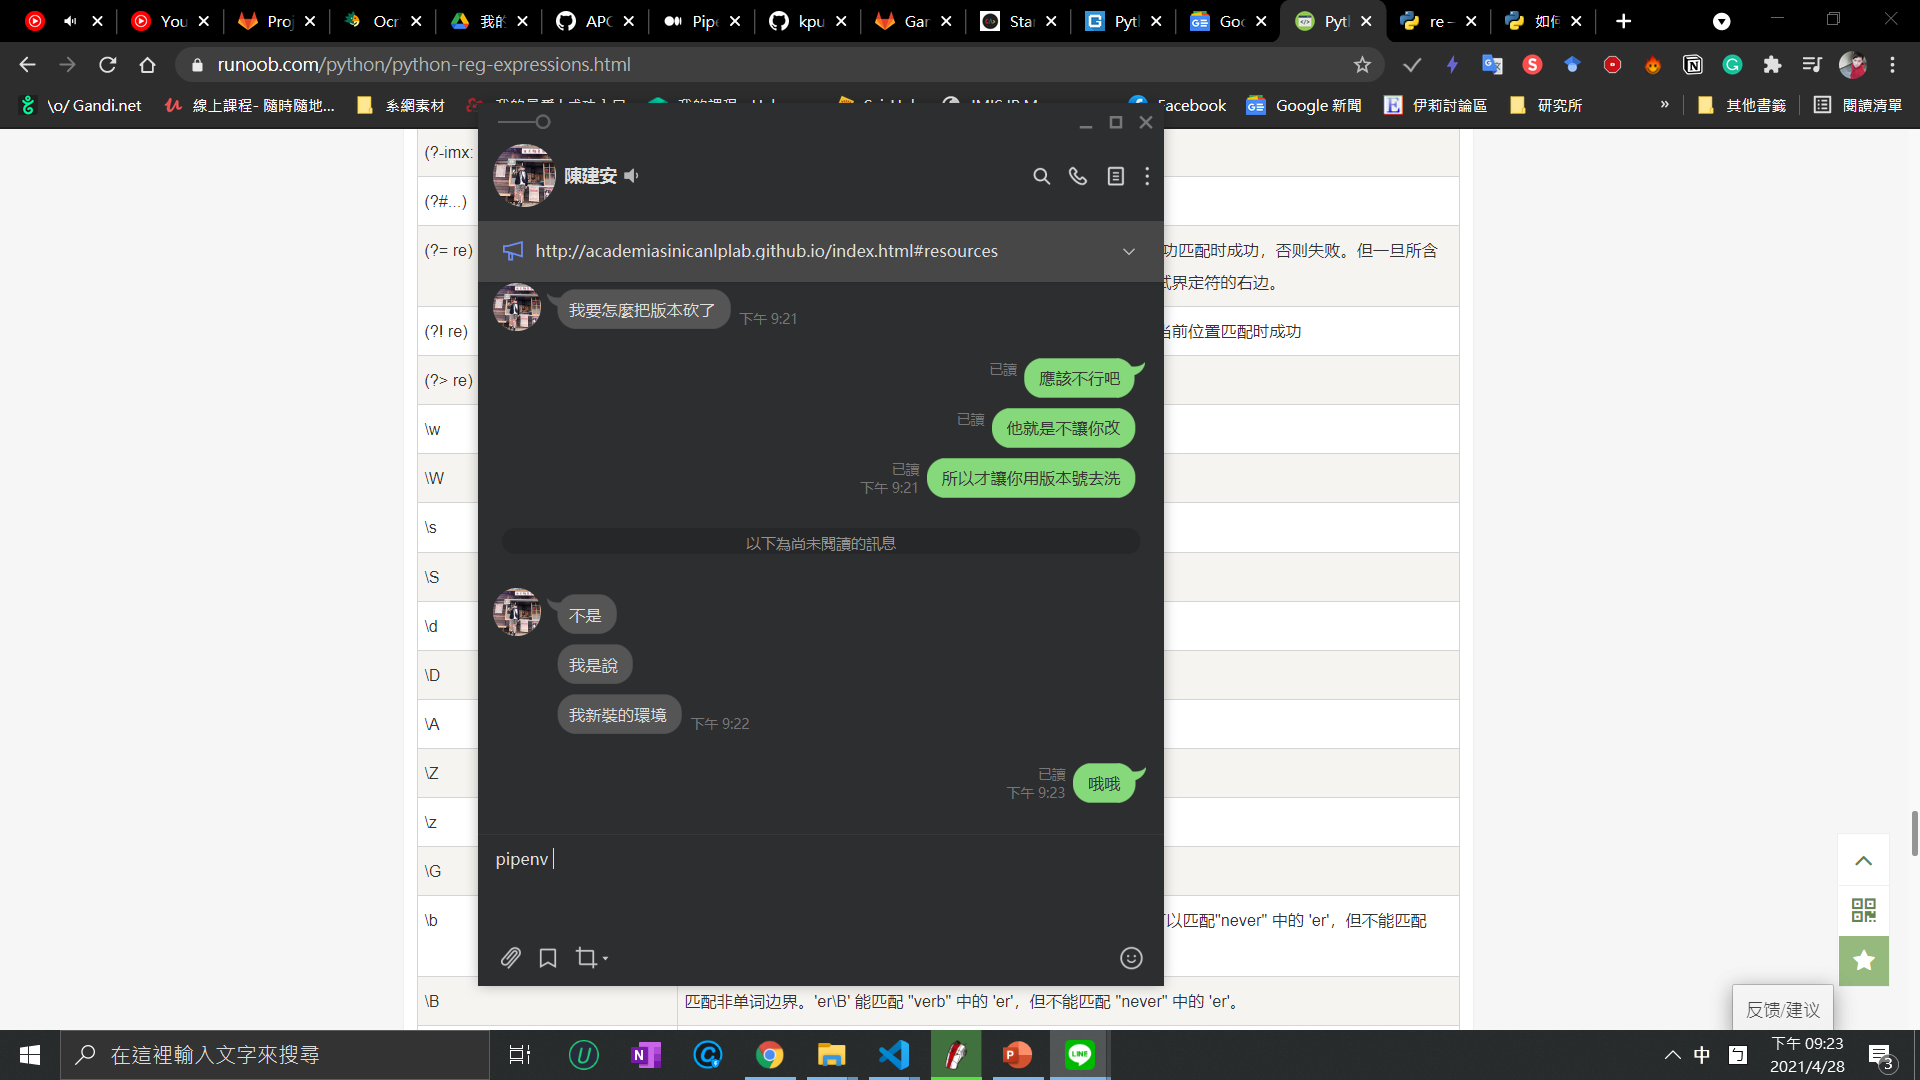 You
Proj
Ocr
我的
APC
Pipe
kpu
Gar
Star
Pyth
Goo
Pyth
re –
如何
runoob.com/python/python-reg-expressions.html
\o/ Gandi.net
線上課程- 隨時隨地...
系網素材
Facebook
Google 新聞
伊莉討論區
研究所
»
其他書籤
閱讀清單
陳建安
http://academiasinicanlplab.github.io/index.html#resources
我要怎麼把版本砍了
下午 9:21
已讀
應該不行吧
已讀
他就是不讓你改
已讀
下午 9:21
所以才讓你用版本號去洗
以下為尚未閱讀的訊息
不是
我是說
我新裝的環境
下午 9:22
已讀
下午 9:23
哦哦
pipenv
(?-imx:
(?#...)
(?= re)
功匹配时成功，否则失败。但一旦所含
式界定符的右边。
(?! re)
当前位置匹配时成功
(?> re)
\w
\W
\s
\S
\d
\D
\A
\Z
\z
\G
\b
可以匹配"never" 中的 'er'，但不能匹配
\B
匹配非单词边界。'er\B' 能匹配 "verb" 中的 'er'，但不能匹配 "never" 中的 'er'。
反馈/建议
在這裡輸入文字來搜尋
LINE
中
ㄅ
下午 09:23
2021/4/28
3